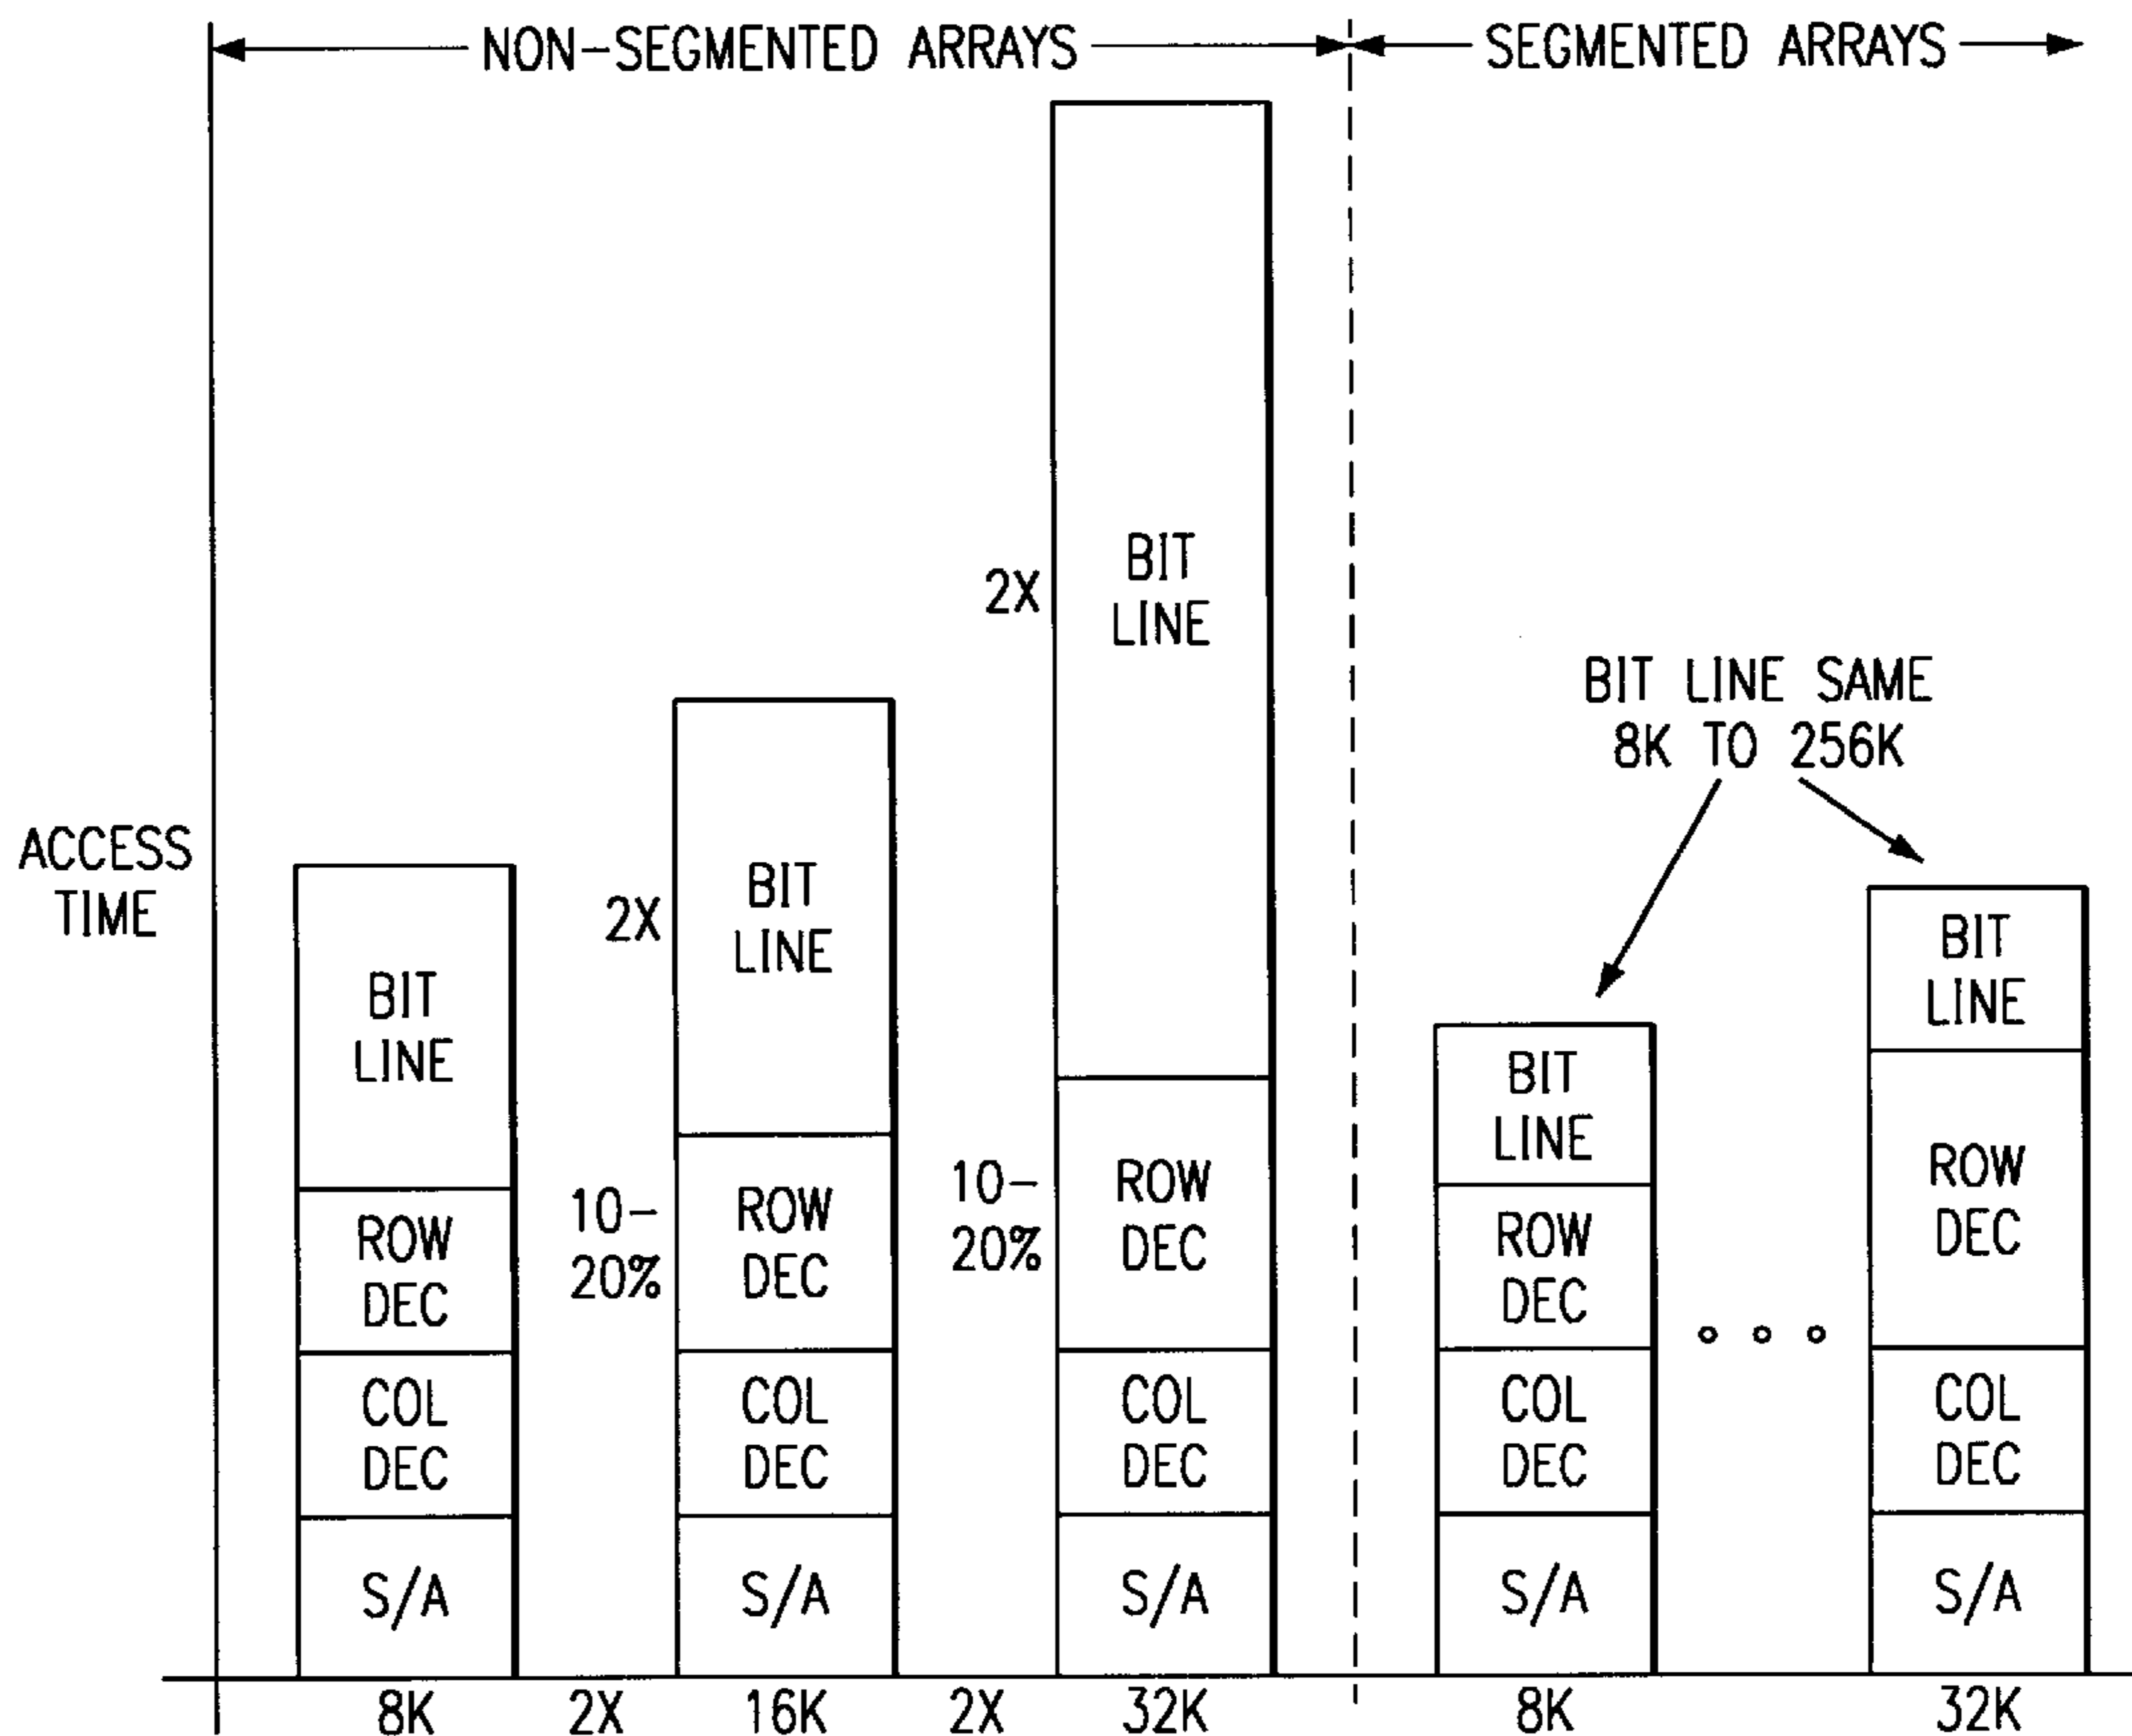 NON-SEGMENTED ARRAYS
SEGMENTED ARRAYS
ACCESS
TIME
BIT
LINE
ROW
DEC
COL
DEC
S/A
8K
2X
2X
10-
20%
BIT
LINE
ROW
DEC
COL
DEC
S/A
16K
2X
2X
10-
20%
BIT
LINE
ROW
DEC
COL
DEC
S/A
32K
BIT LINE SAME
8K TO 256K
BIT
LINE
ROW
DEC
COL
DEC
S/A
8K
BIT
LINE
ROW
DEC
COL
DEC
S/A
32K